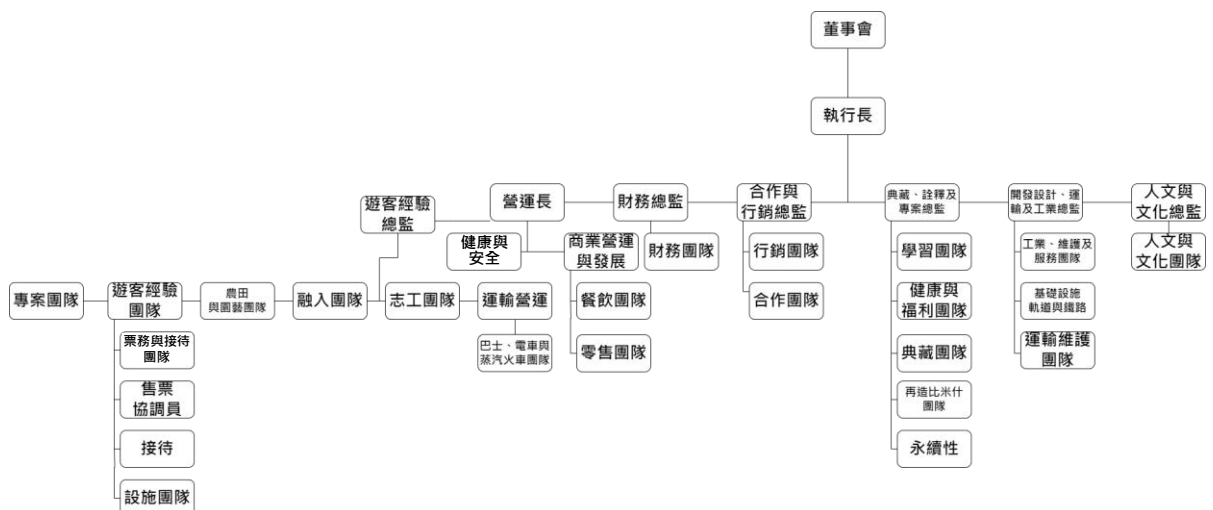 董事會
執行長
遊客經驗
總監
營運長
財務總監
合作與
行銷總監
典藏、詮釋及
專案總監
開發設計、運
輸及工業總監
人文與
文化總監
健康與
安全
商業營運
與發展
財務團隊
行銷團隊
學習團隊
工業、維護及
服務團隊
人文與
文化團隊
專案團隊
遊客經驗
團隊
農田
與園藝團隊
融入團隊
志工團隊
運輸營運
餐飲團隊
合作團隊
健康與
福利團隊
基礎設施
軌道與鐵路
票務與接待
團隊
巴士、電車與
蒸汽火車團隊
零售團隊
典藏團隊
運輸維護
團隊
售票
協調員
再造比米什
團隊
接待
永續性
設施團隊